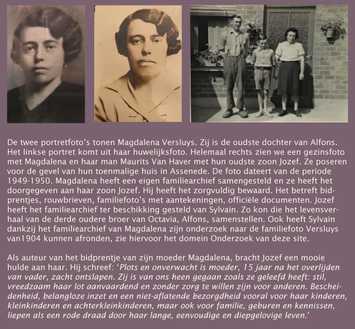 De twee portretfoto's tonen Magdalena Versluys. Zij is de oudste dochter van Alfons.
Het linkse portret komt uit haar huwelijksfoto. Helemaal rechts zien we een gezinsfoto
met Magdalena en haar man Maurits Van Haver met hun oudste zoon Jozef. Ze poseren
voor de gevel van hun toenmalige huis in Assenede. De foto dateert van de periode
1949-1950. Magdalena heeft een eigen familiearchief samengesteld en ze heeft het
doorgegeven aan haar zoon Jozef. Hij heeft het zorgvuldig bewaard. Het betreft bid-
prentjes, rouwbrieven, familiefoto's met aantekeningen, officiële documenten. Jozef
heeft het familiearchief ter beschikking gesteld van Sylvain. Zo kon die het levensver-
haal van de derde oudere broer van Octavia, Alfons, samenstellen. Ook heeft Sylvain
dankzij het familiearchief van Magdalena zijn onderzoek naar de familiefoto Versluys
van1904 kunnen afronden, zie hiervoor het domein Onderzoek van deze site.
Als auteur van het bidprentje van zijn moeder Magdalena, bracht Jozef een mooie
hulde aan haar. Hij schreef: 'Plots en onverwacht is moeder, 15 jaar na het overlijden
van vader, zacht ontslapen. Zij is van ons heen gegaan zoals ze geleefd heeft: stil,
vreedzaam haar lot aanvaardend en zonder zorg te willen zijn voor anderen. Beschei-
denheid, belangloze inzet en een niet-aflatende bezorgdheid vooral voor haar kinderen,
kleinkinderen en achterkleinkinderen, maar ook voor familie, geburen en kennissen,
liepen als een rode draad door haar lange, eenvoudige en diepgelovige leven.'